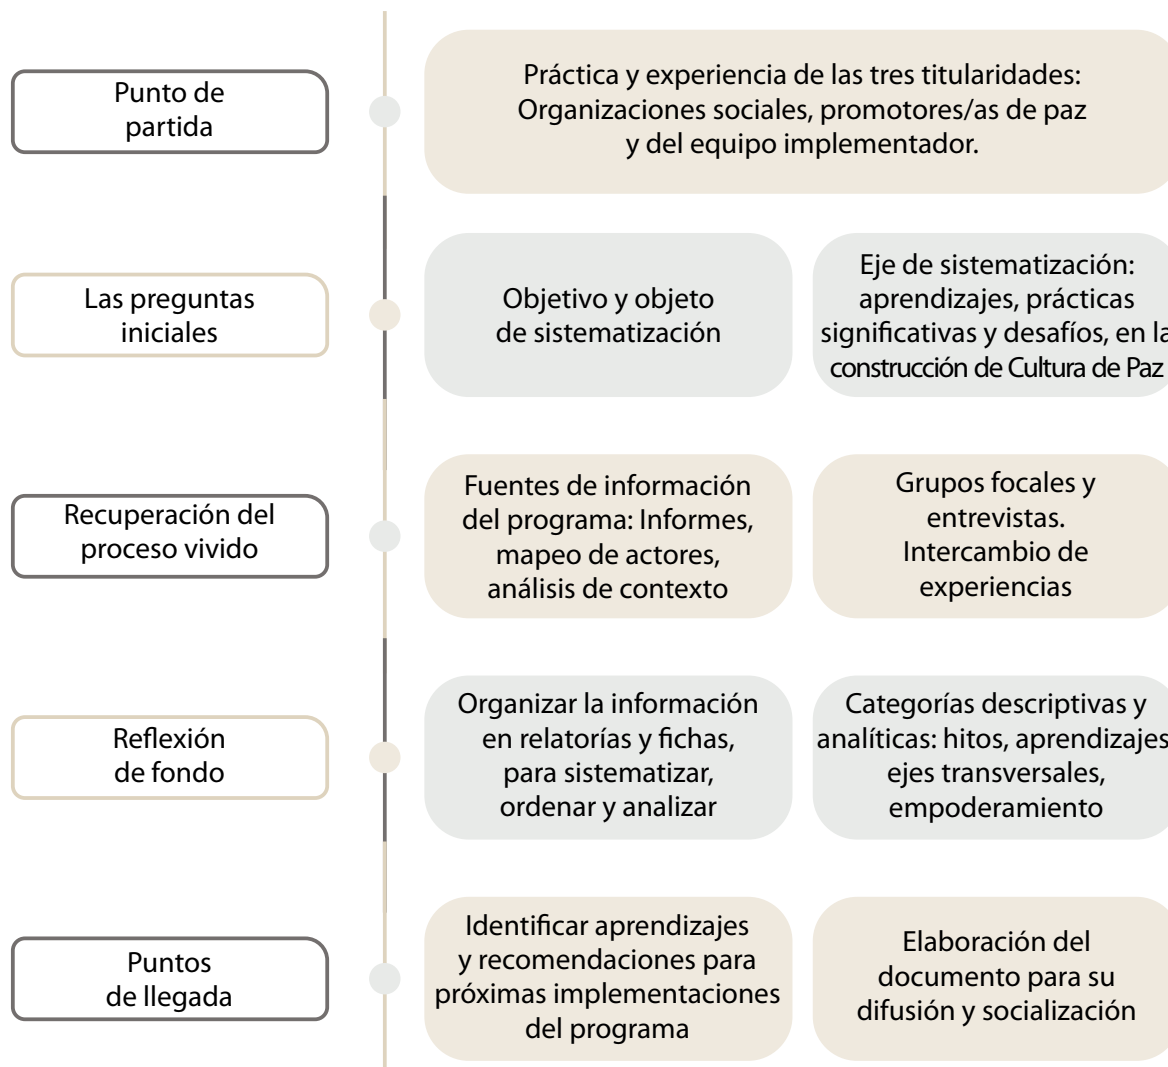 Punto de
partida
Práctica y experiencia de las tres titularidades:
Organizaciones sociales, promotores/as de paz
y del equipo implementador.
Las preguntas
iniciales
Objetivo y objeto
de sistematización
Eje de sistematización:
aprendizajes, prácticas
significativas y desafíos, en la
construcción de Cultura de Paz
Recuperación del
proceso vivido
Fuentes de información
del programa: Informes,
mapeo de actores,
análisis de contexto
Grupos focales y
entrevistas.
Intercambio de
experiencias
Reflexión
de fondo
Organizar la información
en relatorías y fichas,
para sistematizar,
ordenar y analizar
Categorías descriptivas y
analíticas: hitos, aprendizajes
ejes transversales,
empoderamiento
Puntos
de llegada
Identificar aprendizajes
y recomendaciones para
próximas implementaciones
del programa
Elaboración del
documento para su
difusión y socialización